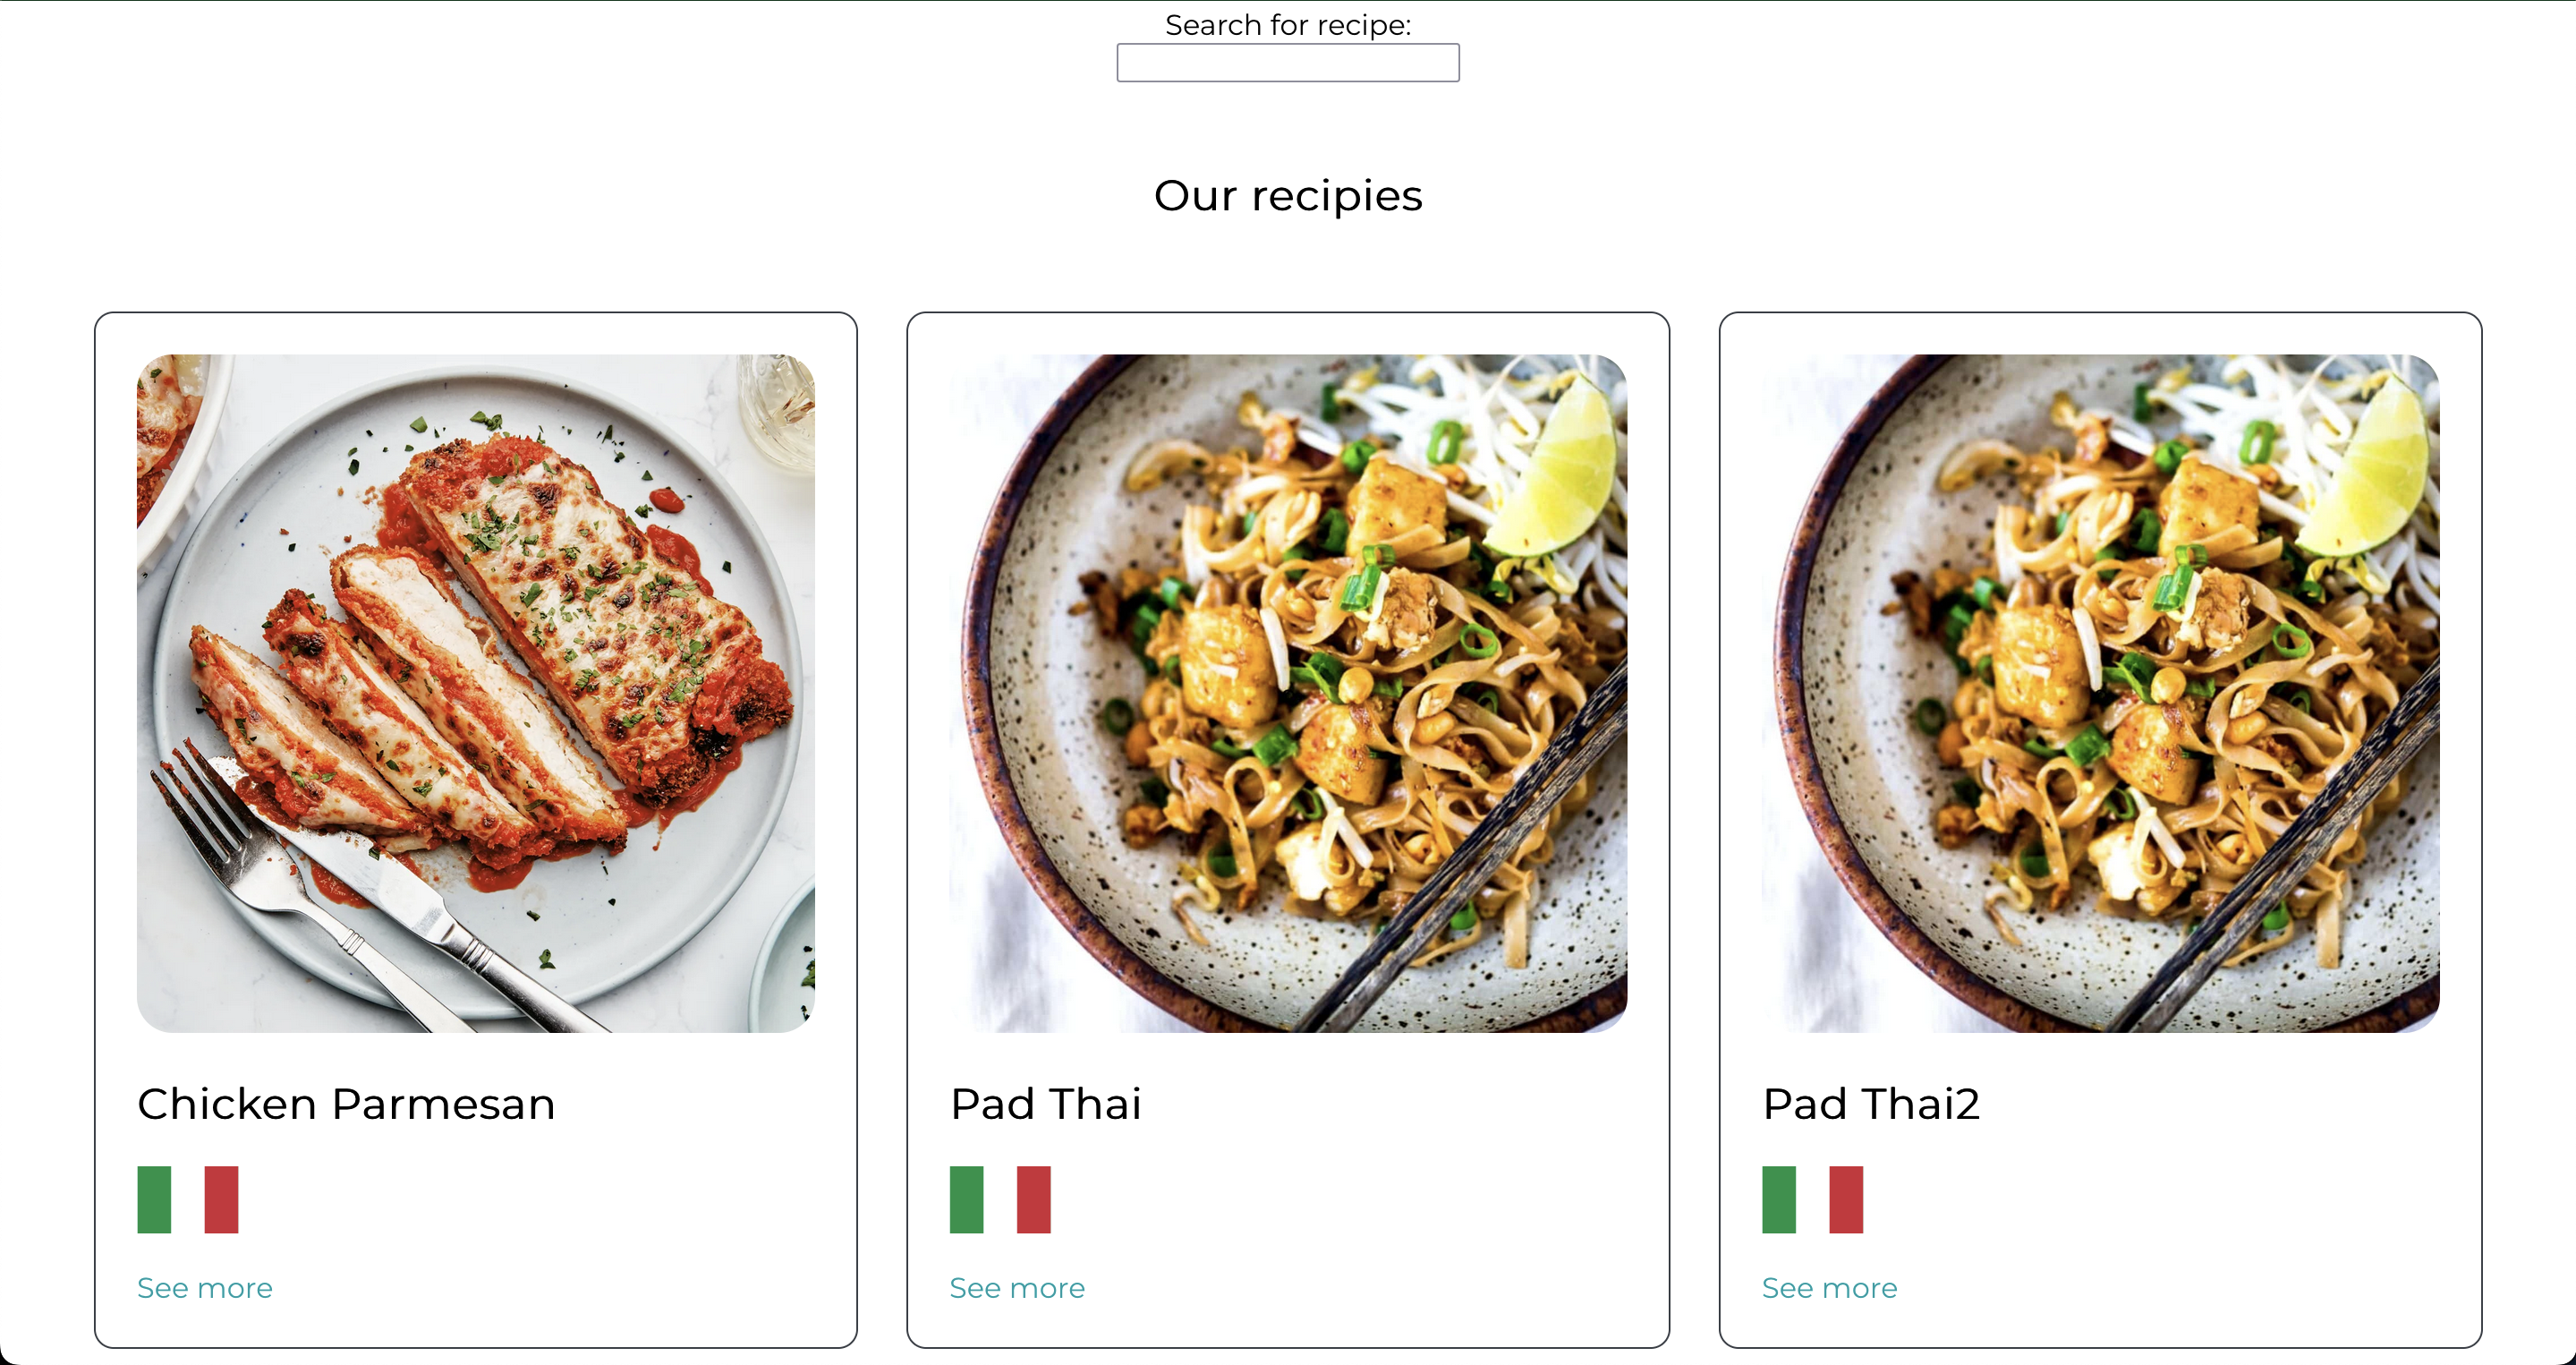 Search for recipe:
Our recipies
Chicken Parmesan
Pad Thai
Pad Thai2
See more
See more
See more